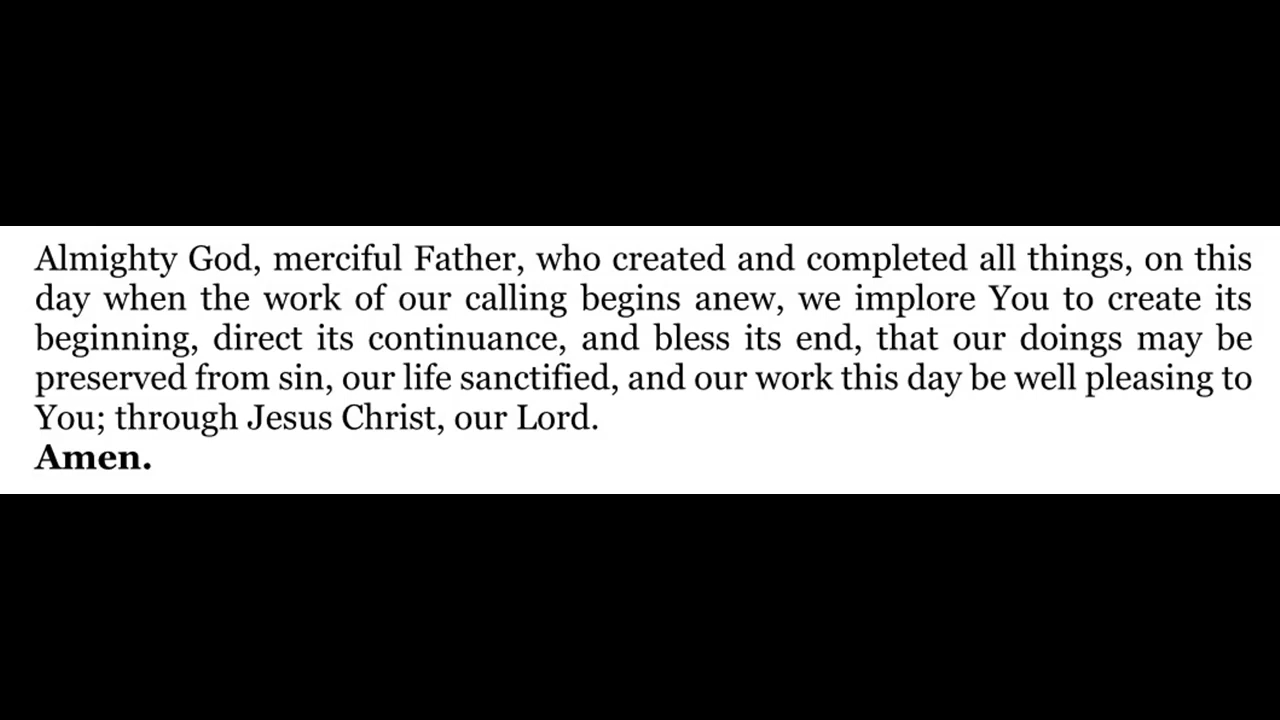 Almighty God, merciful Father, who created and completed all things, on this
day when the work of our calling begins anew, we implore You to create its
beginning, direct its continuance, and bless its end, that our doings may be
preserved from sin, our life sanctified, and our work this day be well pleasing to
You; through Jesus Christ, our Lord.
Amen.